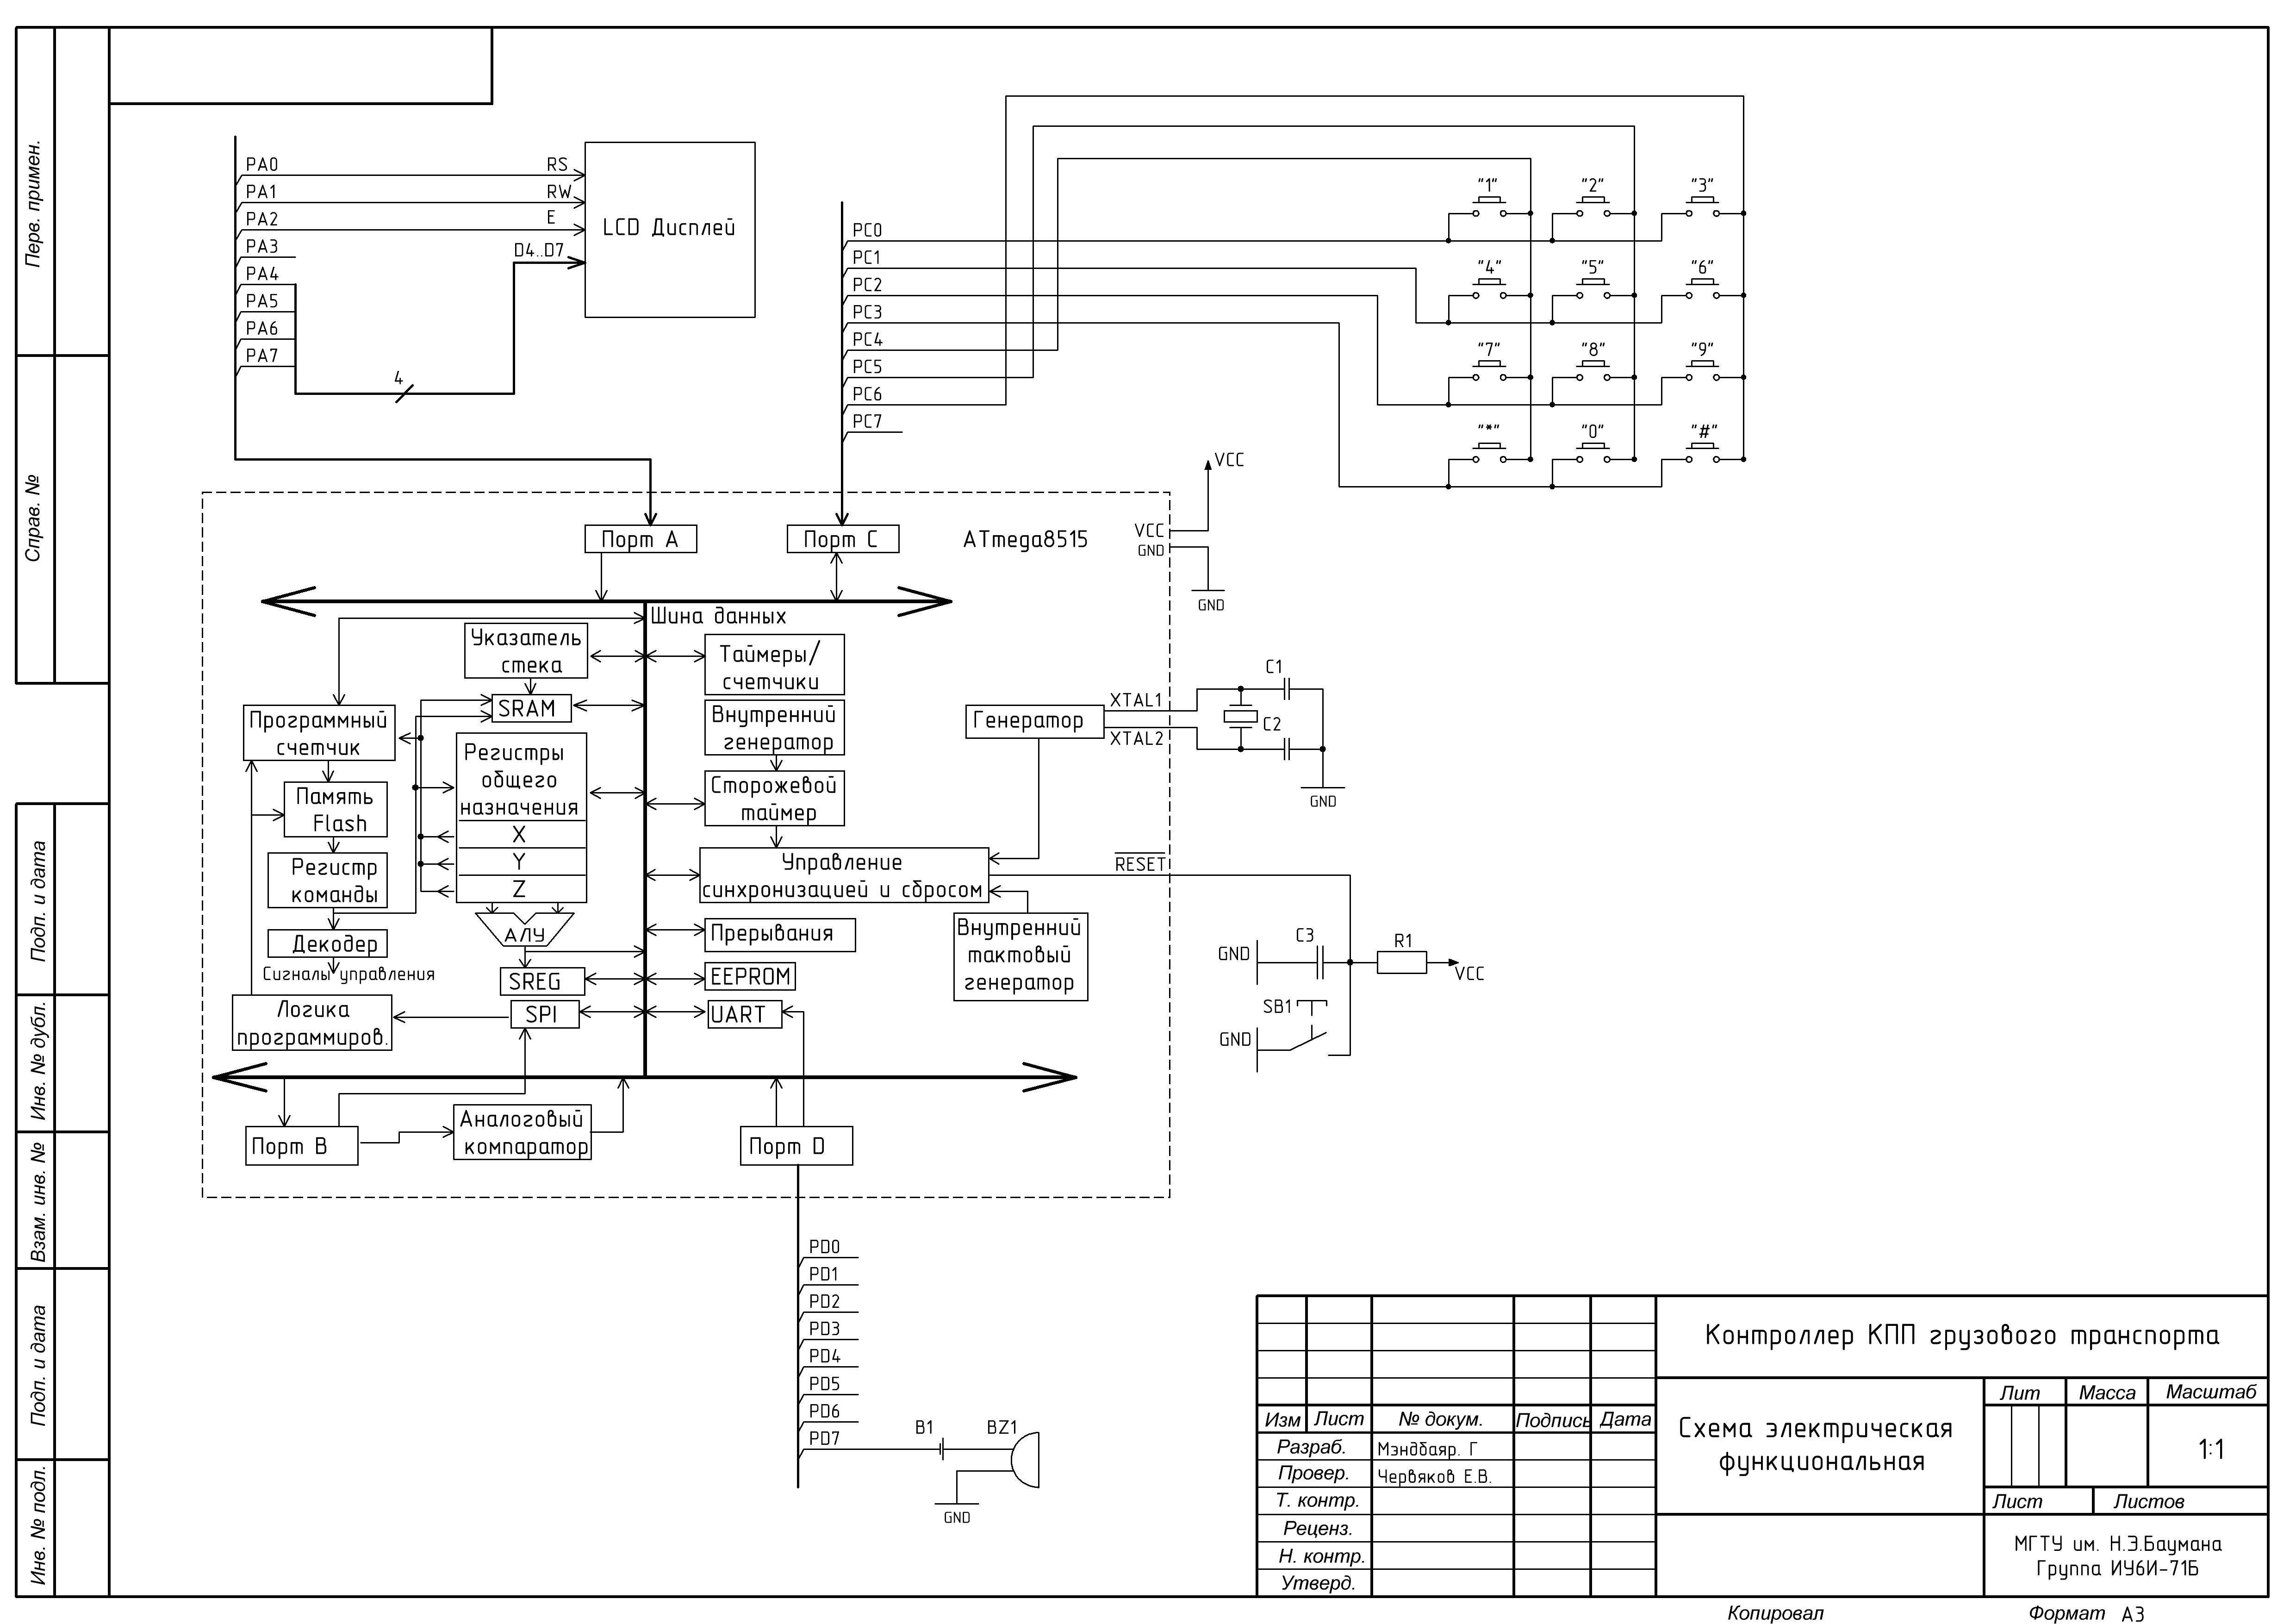 Перв. примен.
Справ. №
Подп. и дата
Инв. № дубл.
Взам. инв. №
Подп. и дата
Инв. № подл.
PA0
RS
PA1
RW
PA2
E
PA3
D4..D7
PA4
PA5
PA6
PA7
4
LCD Дисплей
PC0
PC1
PC2
PC3
PC4
PC5
PC6
PC7
"1"
"2"
"3"
"4"
"5"
"6"
"7"
"8"
"9"
"*"
"0"
"#"
VCC
VCC
GND
GND
Порт А
Порт С
ATmega8515
Шина данных
Указатель
стека
SRAM
Таймеры/
счетчики
Программный
счетчик
Внутренний
генератор
Генератор
XTAL1
XTAL2
C1
C2
GND
Регистры
общего
назначения
X
Y
Z
Сторожевой
таймер
Память
Flash
Регистр
команды
Управление
синхронизацией и сбросом
RESET
АЛУ
Прерывания
Внутренний
тактовый
генератор
Декодер
Сигналы управления
SREG
EEPROM
SPI
UART
Логика
программиров.
GND
C3
R1
VCC
SB1
GND
Порт В
Аналоговый
компаратор
Порт D
PD0
PD1
PD2
PD3
PD4
PD5
PD6
PD7
B1
BZ1
GND
Контроллер КПП грузового транспорта
Схема электрическая
функциональная
Лит
Масса
Масштаб
1:1
Лист
Листов
Изм
Лист
№ докум.
Подпись
Дата
Разраб.
Мэндбаяр. Г
Провер.
Червяков Е.В.
Т. контр.
Реценз.
Н. контр.
Утверд.
МГТУ им. Н.Э.Баумана
Группа ИУ6И-71Б
Копировал
Формат А3